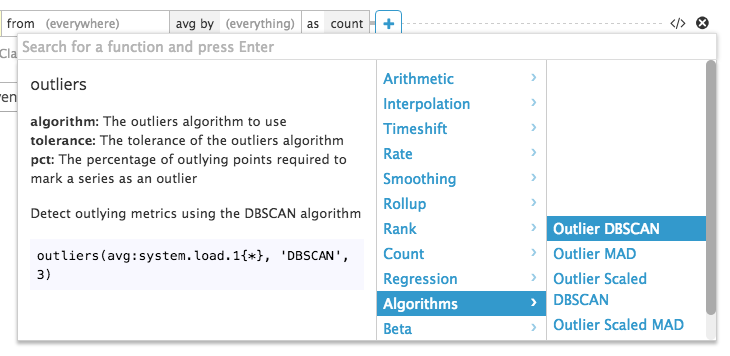 from (everywhere) avg by (everything) as count + </>
Search for a function and press Enter
Cla
ven
outliers
algorithm: The outliers algorithm to use
tolerance: The tolerance of the outliers algorithm
pct: The percentage of outlying points required to
mark a series as an outlier
Detect outlying metrics using the DBSCAN algorithm
outliers(avg:system.load.1{*}, 'DBSCAN',
3)
Arithmetic
Interpolation
Timeshift
Rate
Smoothing
Rollup
Rank
Count
Regression
Algorithms
Beta
Outlier DBSCAN
Outlier MAD
Outlier Scaled
DBSCAN
Outlier Scaled MAD